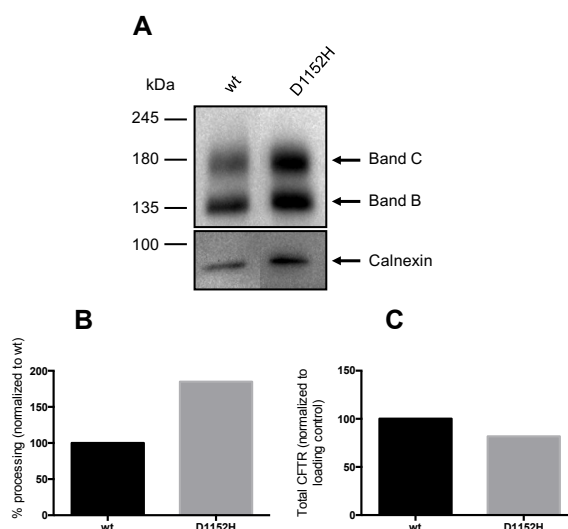 A
kDa
wt
D1152H
245
180
Band C
135
Band B
100
Calnexin
B
% processing (normalized to wt)
200
150
100
50
0
wt
D1152H
C
Total CFTR (normalized to
loading control)
150
100
50
0
wt
D1152H